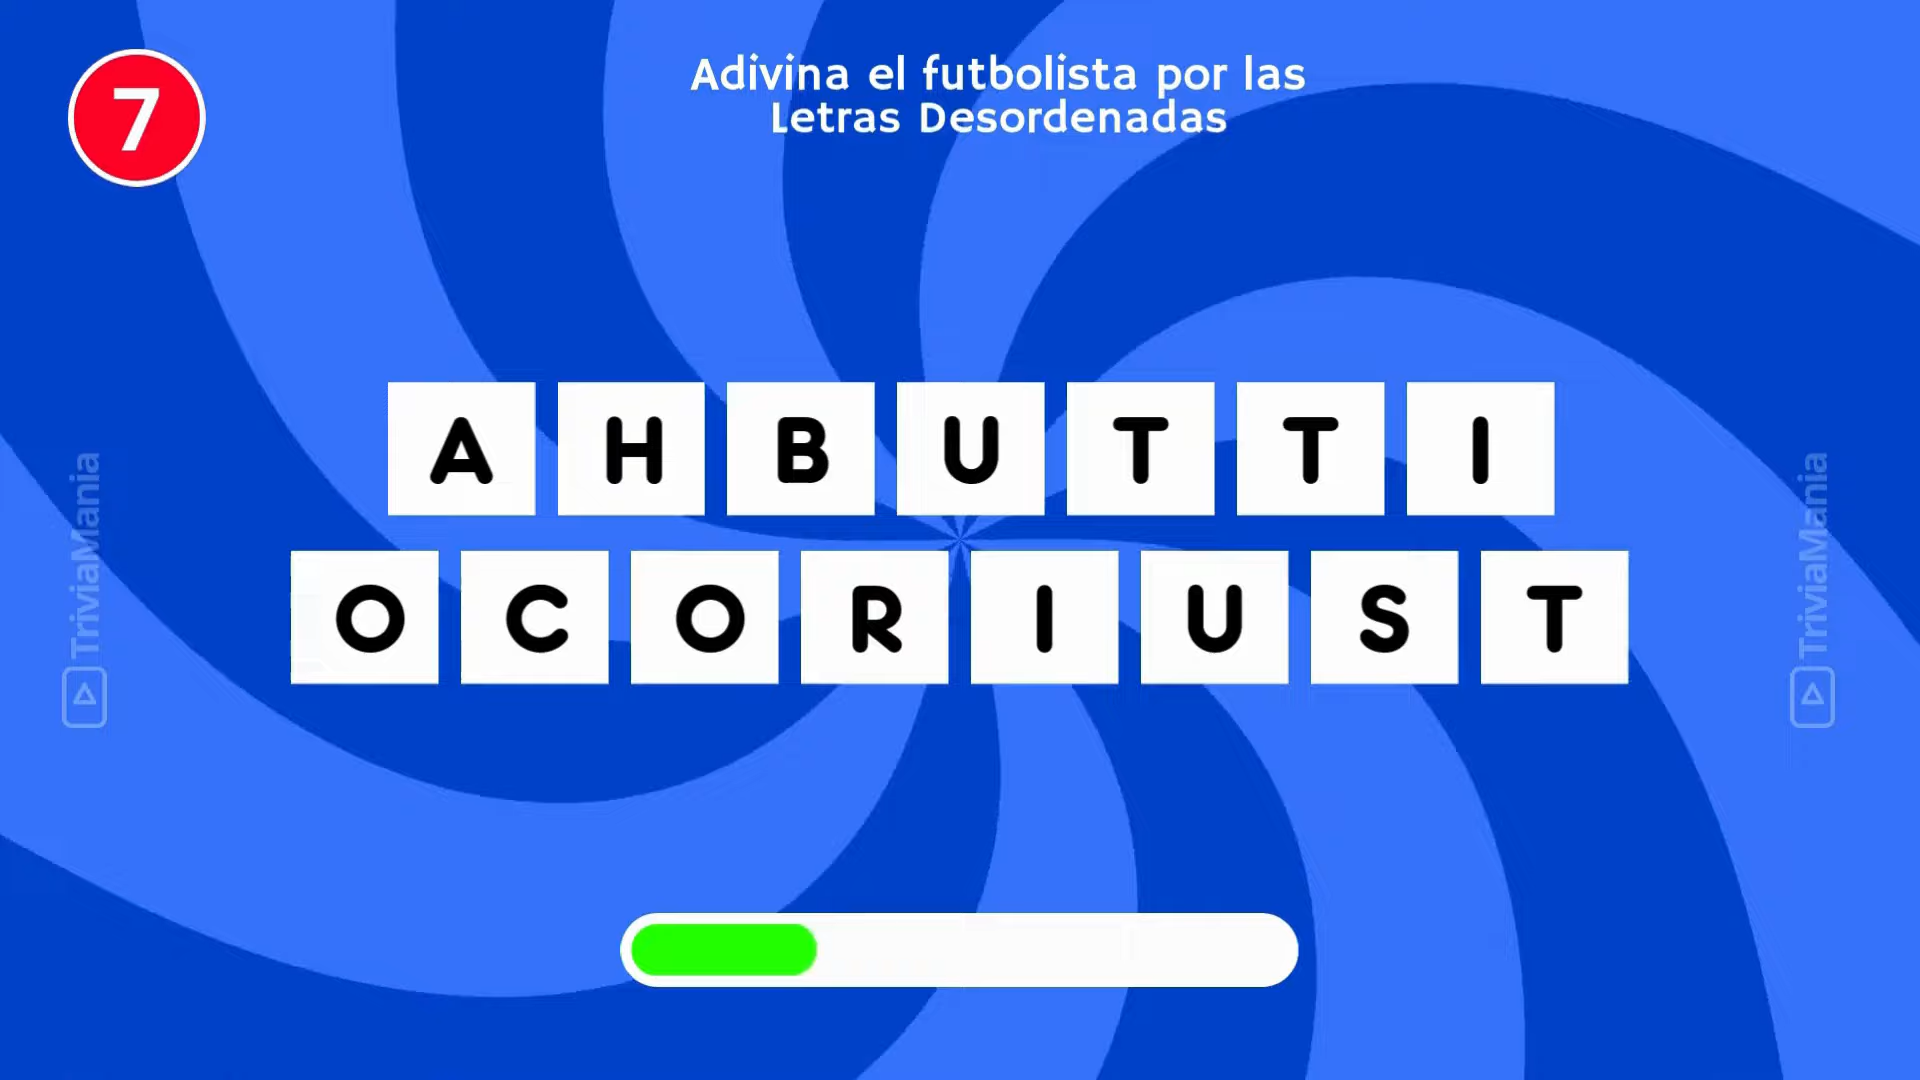 7
Adivina el futbolista por las
Letras Desordenadas
A H B U T T I
O C O R I U S T
TriviaMania
TriviaMania